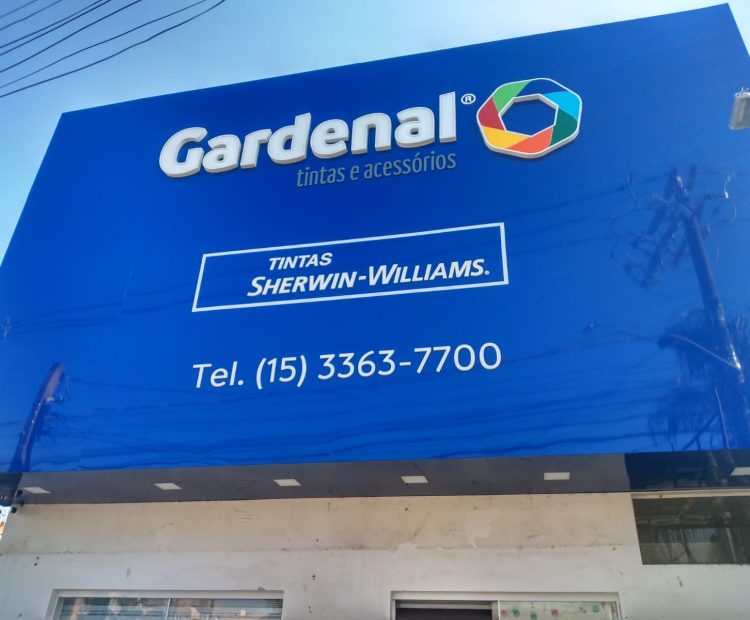 Gardenal®
tintas e acessórios
TINTAS
SHERWIN-WILLIAMS.
Tel. (15) 3363-7700